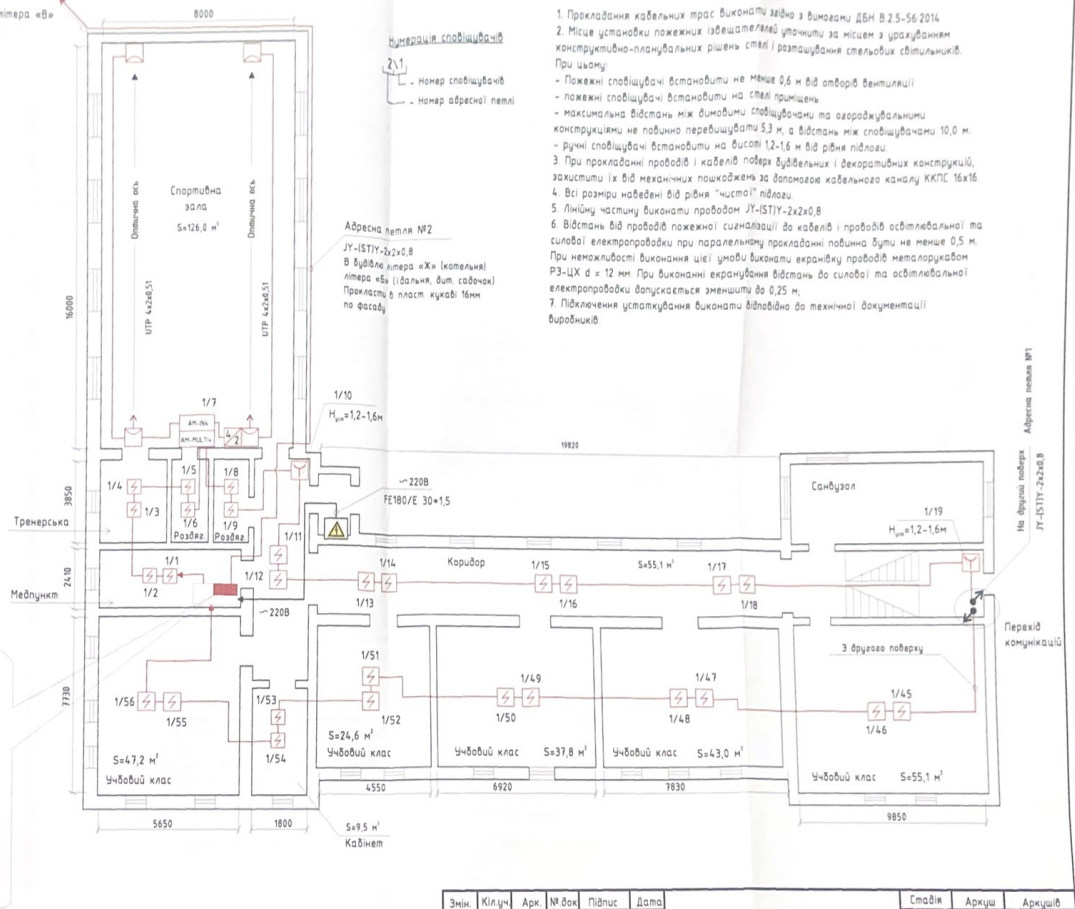 літера «В»
8000
Нумерація сповіщувачів
2\1
- Номер сповіщувачів
- Номер адресної петлі
1. Прокладання кабельних трас виконати згідно з вимогами ДБН В.2.5-56:2014
2. Місце установки пожежних ізвещателей уточнити за місцем з урахуванням
конструктивно-планувальних рішень стелі і розташування стельових світильників.
При цьому:
- Пожежні сповіщувачі встановити не менше 0,6 м від отворів вентиляції
- пожежні сповіщувачі встановити на стелі приміщень
- максимальна відстань між димовими сповіщувачами та огороджувальними
конструкціями не повинно перевищувати 5,3 м, а відстань між сповіщувачами 10,0 м.
- ручні сповіщувачі встановити на висоті 1,2-1,6 м від рівня підлоги.
3. При прокладанні проводів і кабелів поверх будівельних і декоративних конструкцій,
захистити їх від механічних пошкоджень за допомогою кабельного каналу ККПС 16x16.
4. Всі розміри наведені від рівня "чистої" підлоги.
5. Лінійну частину виконати проводом JY-(ST)Y-2x2x0,8
6. Відстань від проводів пожежної сигналізації до кабелів і проводів освітлювальної та
силової електропроводки при паралельному прокладанні повинна бути не менше 0,5 м.
При неможливості виконання цієї умови виконати екранівку проводів металорукавом
РЗ-ЦХ d = 12 мм. При виконанні екранування відстань до силової та освітлювальної
електропроводки допускається зменшити до 0,25 м;
7. Підключення устаткування виконати відповідно до технічної документації
виробників.
Оптична ось
Оптична ось
Спортивна
зала
S=126,0 м²
UTP 4x2x0,51
UTP 4x2x0,51
16000
Адресна петля №2
JY-(ST)Y-2x2x0,8
В будівлю літера «Ж» (котельня)
літера «Б» (їдальня, дит. садочок)
Прокласти в пласт. кукаві 16мм
по фасаду
1/7
AM-IN4
AM-MULTI4
4
2
1/10
Нуст=1,2-1,6м
19820
~220В
FE180/E 30*1,5
Санвузол
1/19
Нуст=1,2-1,6м
На другий поверх
Адресна петля №1
JY-(ST)Y-2x2x0,8
3850
1/4
1/3
1/5
1/6
Роздяг.
1/8
1/9
Роздяг.
Тренерська
1/11
1/12
2410
1/1
1/2
Медпункт
~220В
1/14
1/13
Коридор
1/15
1/16
S=55,1 м²
1/17
1/18
Перехід
комунікацій
З другого поверху
7730
1/56
1/55
S=47,2 м²
Учбовий клас
1/53
1/54
1/51
1/52
S=24,6 м²
Учбовий клас
1/49
1/50
Учбовий клас
S=37,8 м²
1/47
1/48
Учбовий клас
S=43,0 м²
1/45
1/46
Учбовий клас
S=55,1 м²
5650
1800
4550
6920
7830
9850
S=9,5 м²
Кабінет
Змін.
Кіл.уч.
Арк.
№.док
Підпис
Дата
Стадія
Аркуш
Аркушів